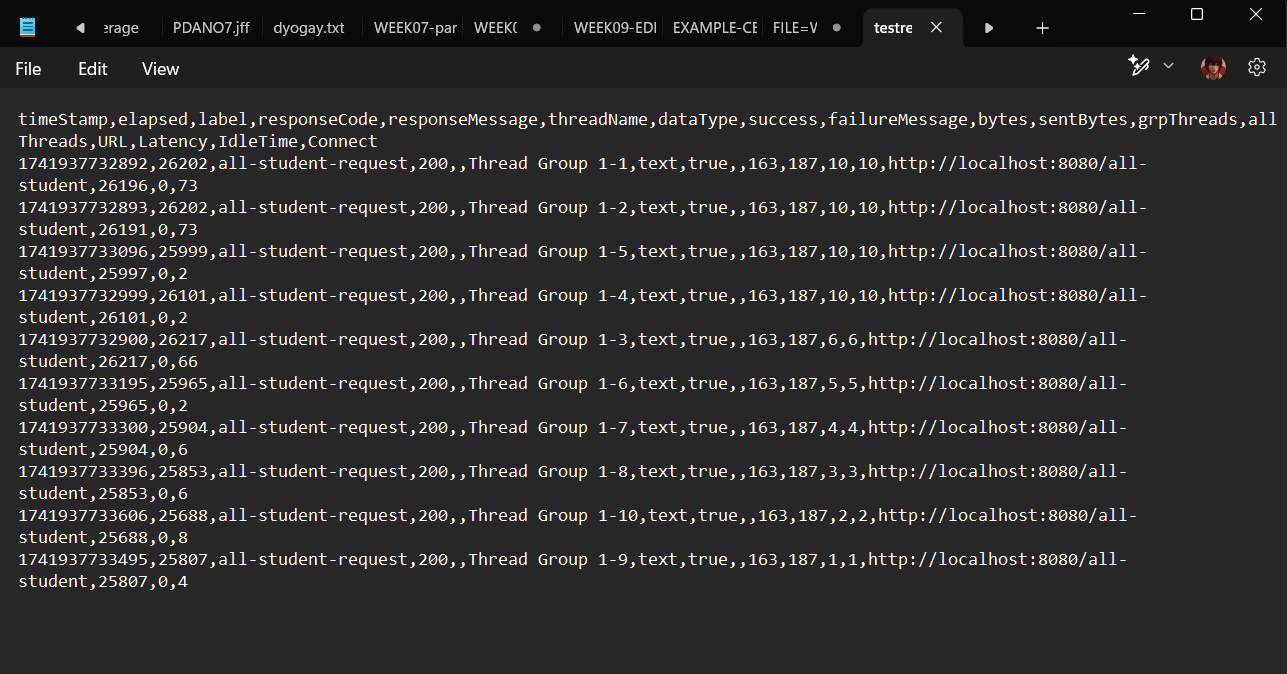 erage
PDANO7.jff
dyogay.txt
WEEK07-par
WEEK0
WEEK09-EDI
EXAMPLE-CE
FILE=W
testre
File
Edit
View
timeStamp,elapsed,label,responseCode,responseMessage,threadName,dataType,success,failureMessage,bytes,sentBytes,grpThreads,all
Threads,URL,Latency,IdleTime,Connect
1741937732892,26202,all-student-request,200,,Thread Group 1-1,text,true,,163,187,10,10,http://localhost:8080/all-
student,26196,0,73
1741937732893,26202,all-student-request,200,,Thread Group 1-2,text,true,,163,187,10,10,http://localhost:8080/all-
student,26191,0,73
1741937733096,25999,all-student-request,200,,Thread Group 1-5,text,true,,163,187,10,10,http://localhost:8080/all-
student,25997,0,2
1741937732999,26101,all-student-request,200,,Thread Group 1-4,text,true,,163,187,10,10,http://localhost:8080/all-
student,26101,0,2
1741937732900,26217,all-student-request,200,,Thread Group 1-3,text,true,,163,187,6,6,http://localhost:8080/all-
student,26217,0,66
1741937733195,25965,all-student-request,200,,Thread Group 1-6,text,true,,163,187,5,5,http://localhost:8080/all-
student,25965,0,2
1741937733300,25904,all-student-request,200,,Thread Group 1-7,text,true,,163,187,4,4,http://localhost:8080/all-
student,25904,0,6
1741937733396,25853,all-student-request,200,,Thread Group 1-8,text,true,,163,187,3,3,http://localhost:8080/all-
student,25853,0,6
1741937733606,25688,all-student-request,200,,Thread Group 1-10,text,true,,163,187,2,2,http://localhost:8080/all-
student,25688,0,8
1741937733495,25807,all-student-request,200,,Thread Group 1-9,text,true,,163,187,1,1,http://localhost:8080/all-
student,25807,0,4